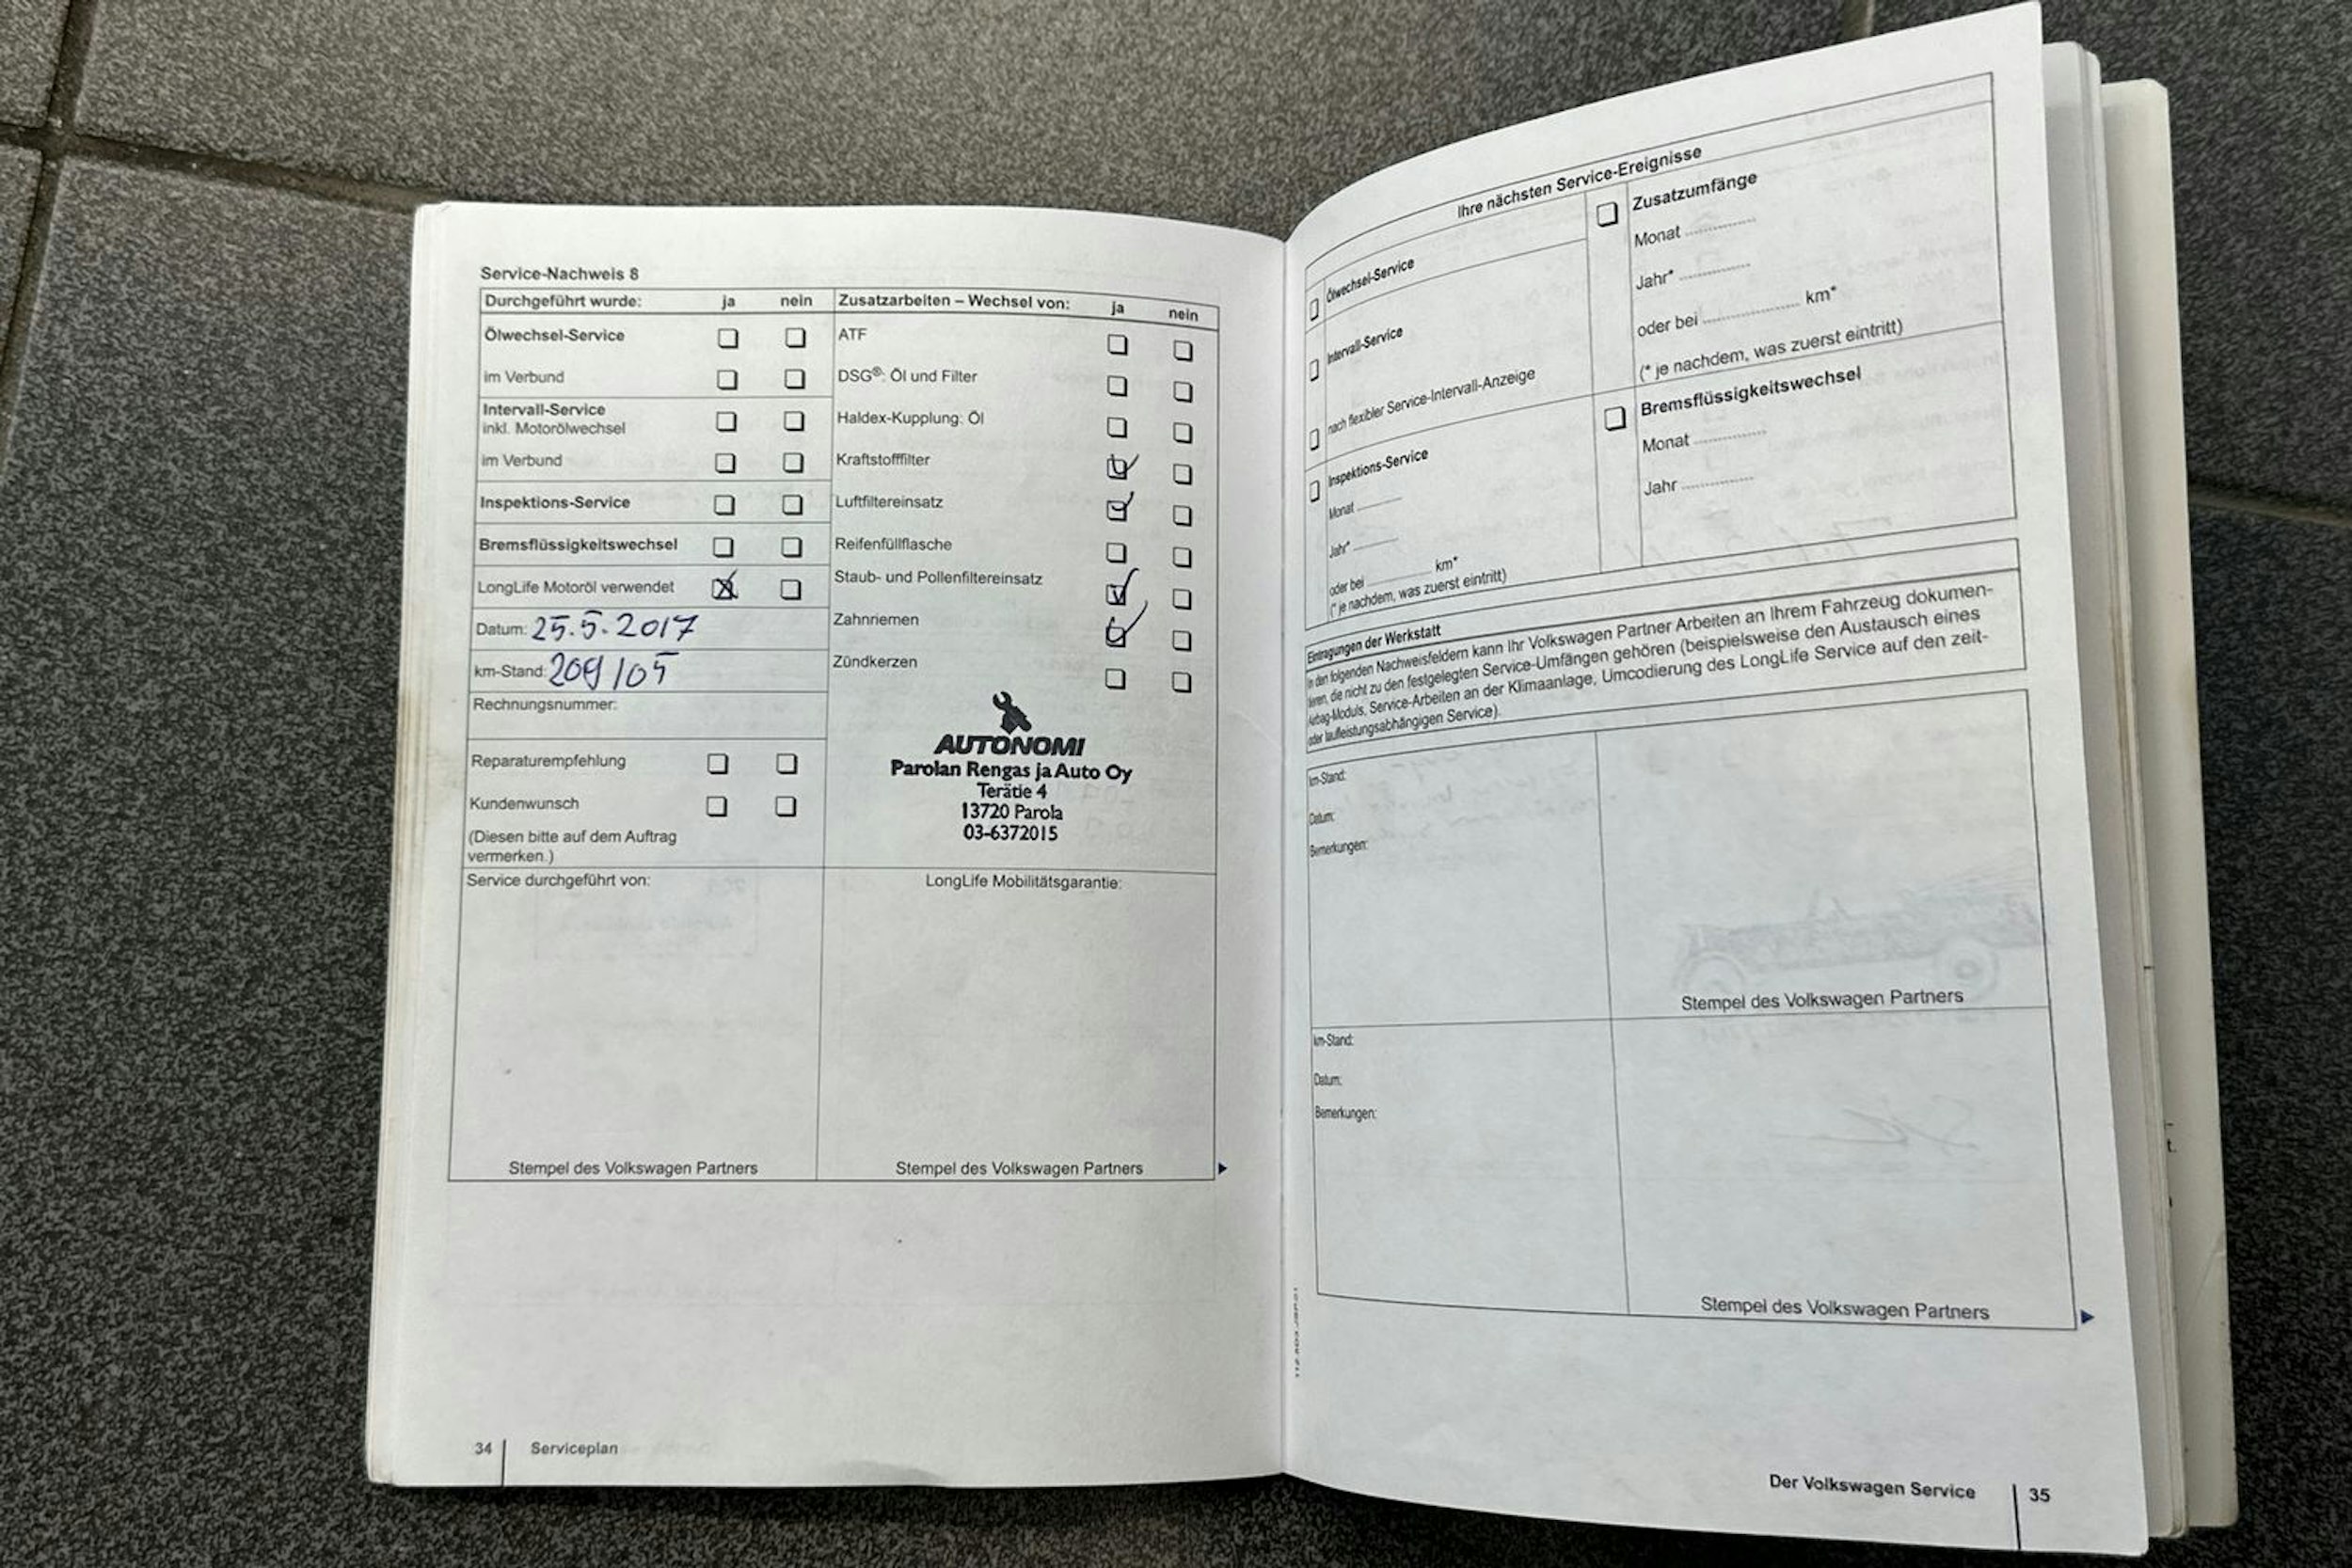 Service-Nachweis 8
Durchgeführt wurde: ja nein
Ölwechsel-Service
im Verbund
Intervall-Service
inkl. Motorölwechsel
im Verbund
Inspektions-Service
Bremsflüssigkeitswechsel
LongLife Motoröl verwendet
Datum: 25.5.2017
km-Stand: 209105
Rechnungsnummer:
Reparaturempfehlung
Kundenwunsch
(Diesen bitte auf dem Auftrag
vermerken.)
Zusatzarbeiten – Wechsel von: ja nein
ATF
DSG®: Öl und Filter
Haldex-Kupplung: Öl
Kraftstofffilter
Luftfiltereinsatz
Reifenfüllflasche
Staub- und Pollenfiltereinsatz
Zahnriemen
Zündkerzen
AUTONOMI
Parolan Rengas ja Auto Oy
Terätie 4
13720 Parola
03-6372015
Service durchgeführt von:
Stempel des Volkswagen Partners
LongLife Mobilitätsgarantie:
Stempel des Volkswagen Partners
34 Serviceplan
Ihre nächsten Service-Ereignisse
Ölwechsel-Service
Intervall-Service
nach flexibler Service-Intervall-Anzeige
Inspektions-Service
Monat ..........
Jahr* ..........
oder bei .............. km*
(* je nachdem, was zuerst eintritt)
Zusatzumfänge
Monat ..............
Jahr* ..............
oder bei .................... km*
(* je nachdem, was zuerst eintritt)
Bremsflüssigkeitswechsel
Monat ..............
Jahr ..............
Eintragungen der Werkstatt
In den folgenden Nachweisfeldern kann Ihr Volkswagen Partner Arbeiten an Ihrem Fahrzeug dokumen-
tieren, die nicht zu den festgelegten Service-Umfängen gehören (beispielsweise den Austausch eines
Airbag-Moduls, Service-Arbeiten an der Klimaanlage, Umcodierung des LongLife Service auf den zeit-
oder laufleistungsabhängigen Service).
km-Stand:
Datum:
Bemerkungen:
Stempel des Volkswagen Partners
km-Stand:
Datum:
Bemerkungen:
Stempel des Volkswagen Partners
Der Volkswagen Service 35